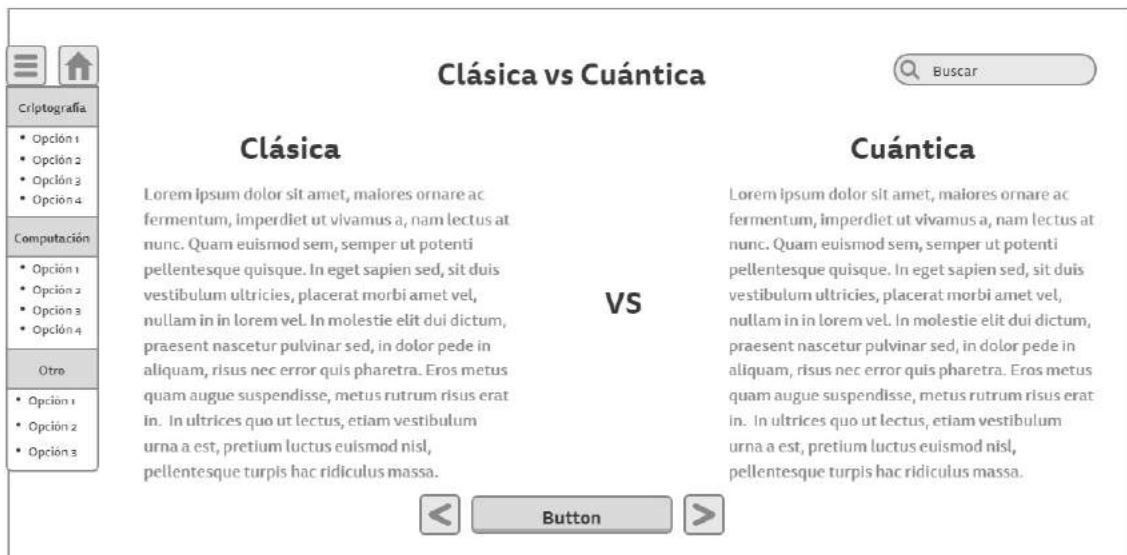 Clásica vs Cuántica
Buscar
Criptografía
• Opción 1
• Opción 2
• Opción 3
• Opción 4
Computación
• Opción 1
• Opción 2
• Opción 3
• Opción 4
Otro
• Opción 1
• Opción 2
• Opción 3
Clásica
Lorem ipsum dolor sit amet, maiores ornare ac
fermentum, imperdiet ut vivamus a, nam lectus at
nunc. Quam euismod sem, semper ut potenti
pellentesque quisque. In eget sapien sed, sit duis
vestibulum ultricies, placerat morbi amet vel,
nullam in in lorem vel. In molestie elit dui dictum,
praesent nascetur pulvinar sed, in dolor pede in
aliquam, risus nec error quis pharetra. Eros metus
quam augue suspendisse, metus rutrum risus erat
in. In ultrices quo ut lectus, etiam vestibulum
urna a est, pretium luctus euismod nisl,
pellentesque turpis hac ridiculus massa.
VS
Cuántica
Lorem ipsum dolor sit amet, maiores ornare ac
fermentum, imperdiet ut vivamus a, nam lectus at
nunc. Quam euismod sem, semper ut potenti
pellentesque quisque. In eget sapien sed, sit duis
vestibulum ultricies, placerat morbi amet vel,
nullam in in lorem vel. In molestie elit dui dictum,
praesent nascetur pulvinar sed, in dolor pede in
aliquam, risus nec error quis pharetra. Eros metus
quam augue suspendisse, metus rutrum risus erat
in. In ultrices quo ut lectus, etiam vestibulum
urna a est, pretium luctus euismod nisl,
pellentesque turpis hac ridiculus massa.
< Button >